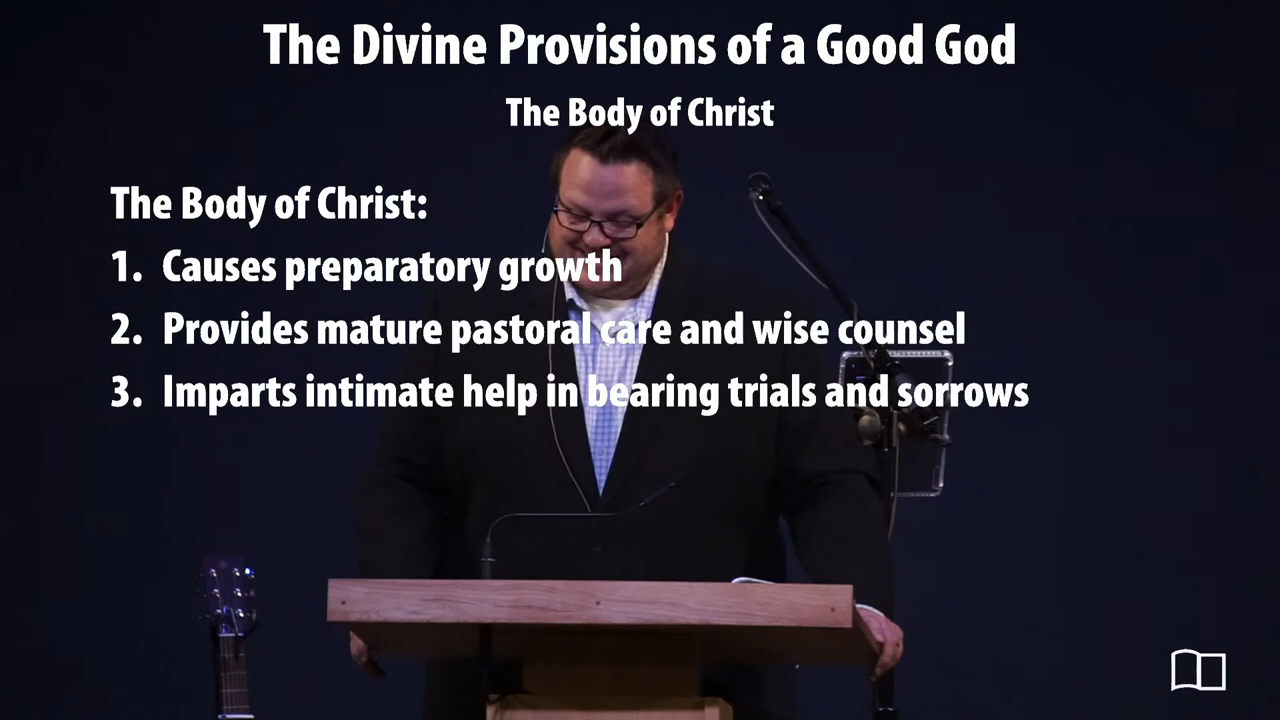 The Divine Provisions of a Good God
The Body of Christ
The Body of Christ:
1. Causes preparatory growth
2. Provides mature pastoral care and wise counsel
3. Imparts intimate help in bearing trials and sorrows